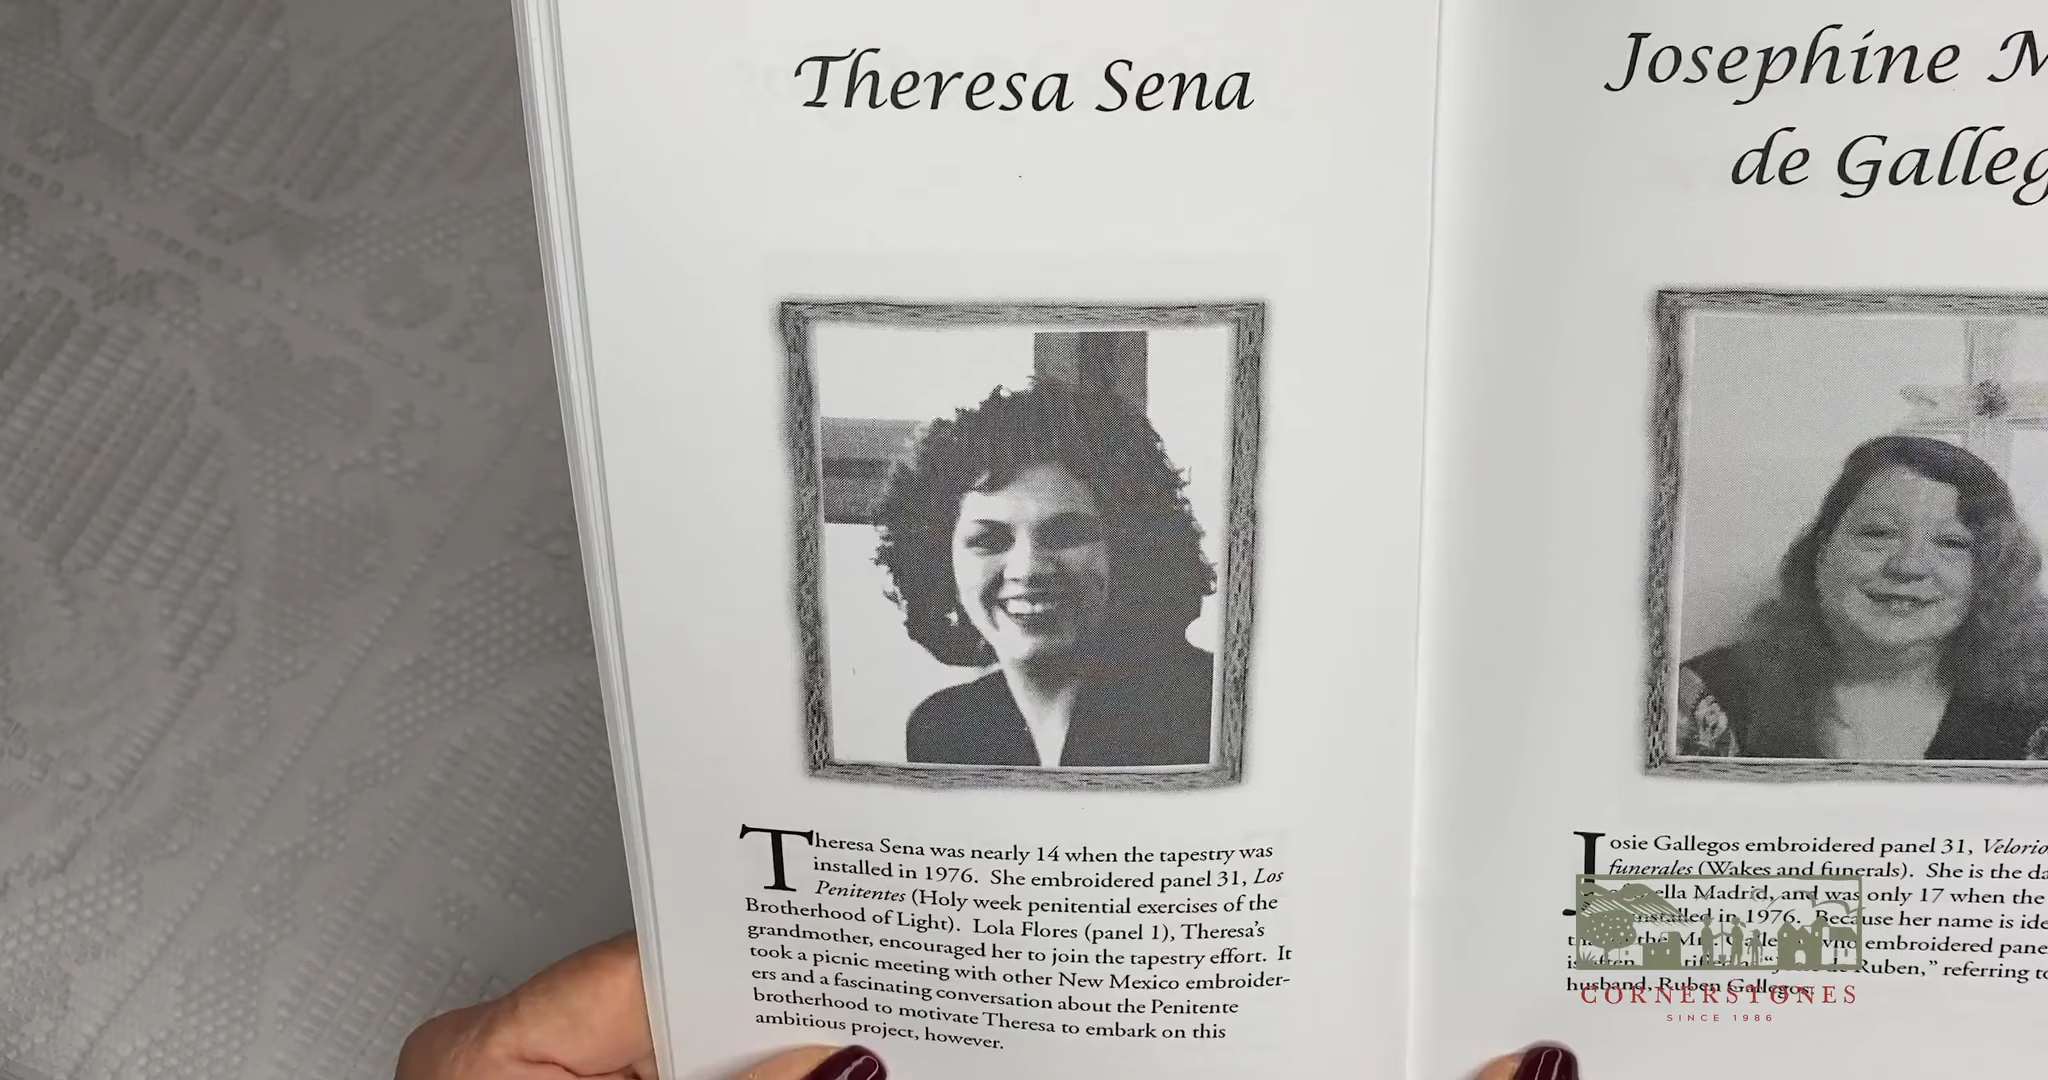 Theresa Sena
Theresa Sena was nearly 14 when the tapestry was
installed in 1976. She embroidered panel 31, Los
Penitentes (Holy week penitential exercises of the
Brotherhood of Light). Lola Flores (panel 1), Theresa's
grandmother, encouraged her to join the tapestry effort. It
took a picnic meeting with other New Mexico embroider-
ers and a fascinating conversation about the Penitente
brotherhood to motivate Theresa to embark on this
ambitious project, however.
Josephine M
de Galleg
Josie Gallegos embroidered panel 31, Velorio
funerales (Wakes and funerals). She is the da
ella Madrid, and was only 17 when the
installed in 1976. Because her name is ide
the Mrs. who embroidered pane
Ruben," referring to
husband, Ruben Gallegos.
CORNERSTONES
SINCE 1986